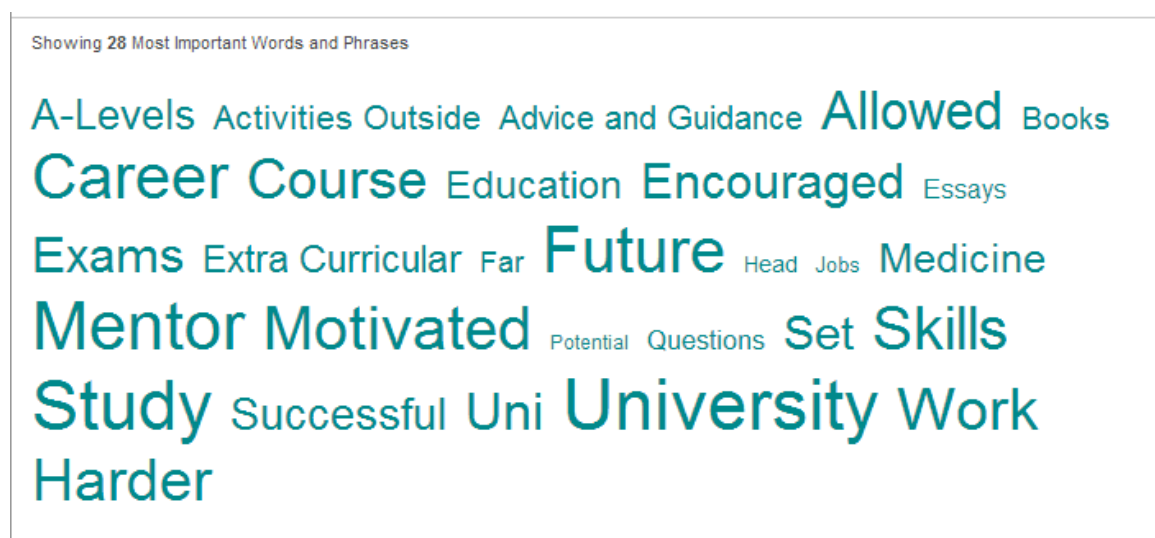 Showing 28 Most Important Words and Phrases
A-Levels Activities Outside Advice and Guidance Allowed Books
Career Course Education Encouraged Essays
Exams Extra Curricular Far Future Head Jobs Medicine
Mentor Motivated Potential Questions Set Skills
Study Successful Uni University Work
Harder